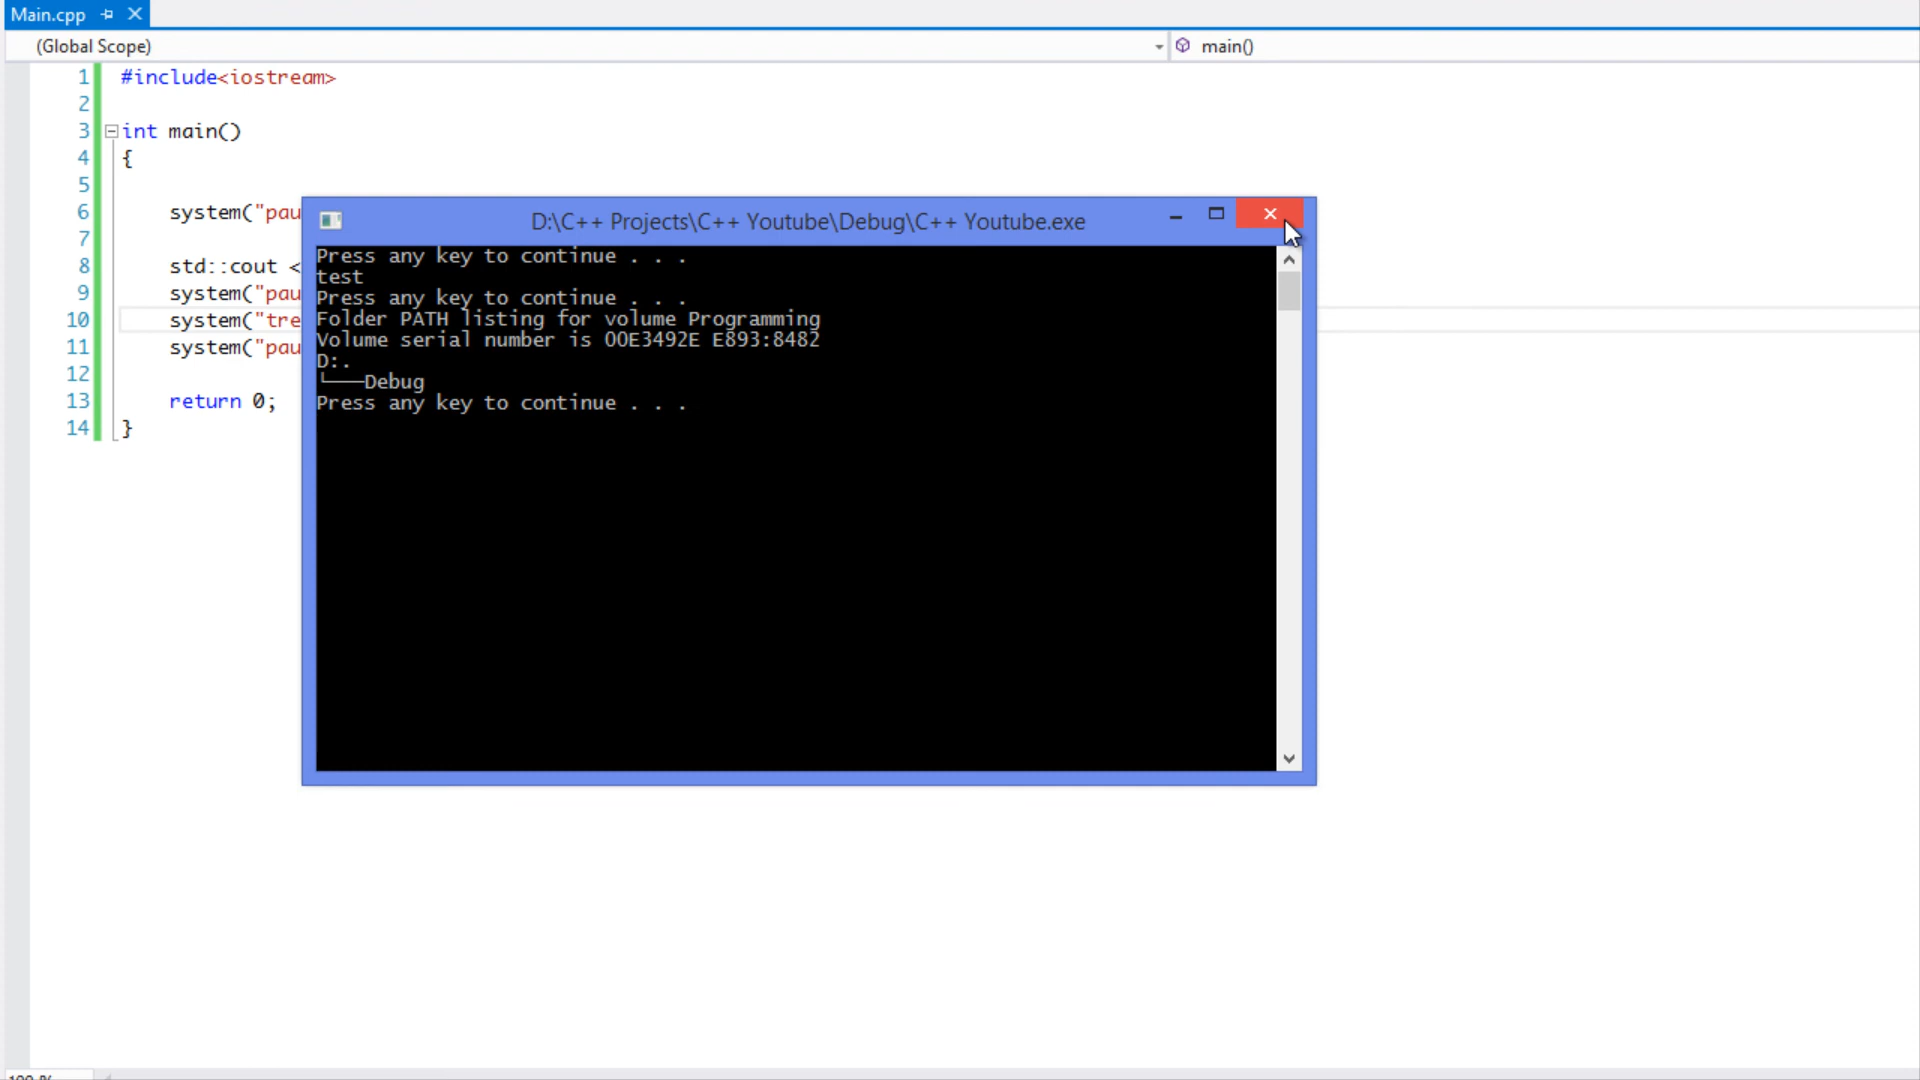 Main.cpp
(Global Scope)
main()
1 #include<iostream>
2
3 int main()
4 {
5
6 system("pau
7
8 std::cout <
9 system("pau
10 system("tre
11 system("pau
12
13 return 0;
14 }
D:\C++ Projects\C++ Youtube\Debug\C++ Youtube.exe
Press any key to continue . . .
test
Press any key to continue . . .
Folder PATH listing for volume Programming
Volume serial number is 00E3492E E893:8482
D:.
└───Debug
Press any key to continue . . .